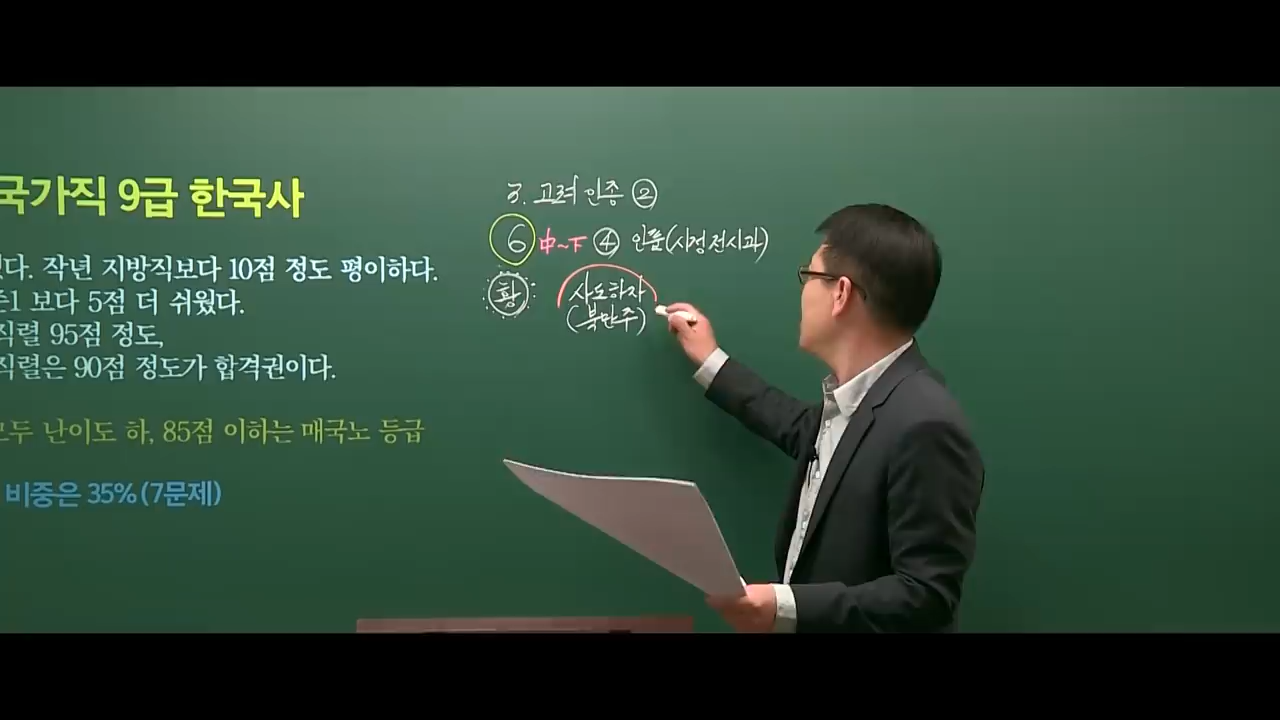 국가직 9급 한국사
다. 작년 지방직보다 10점 정도 평이하다.
1 보다 5점 더 쉬웠다.
직렬 95점 정도,
직렬은 90점 정도가 합격권이다.
모두 난이도 하, 85점 이하는 매국노 등급
비중은 35% (7문제)
고려 인종 ②
6 中~下 ④ 인품(시정전시과)
황 사도하자
(북만주)